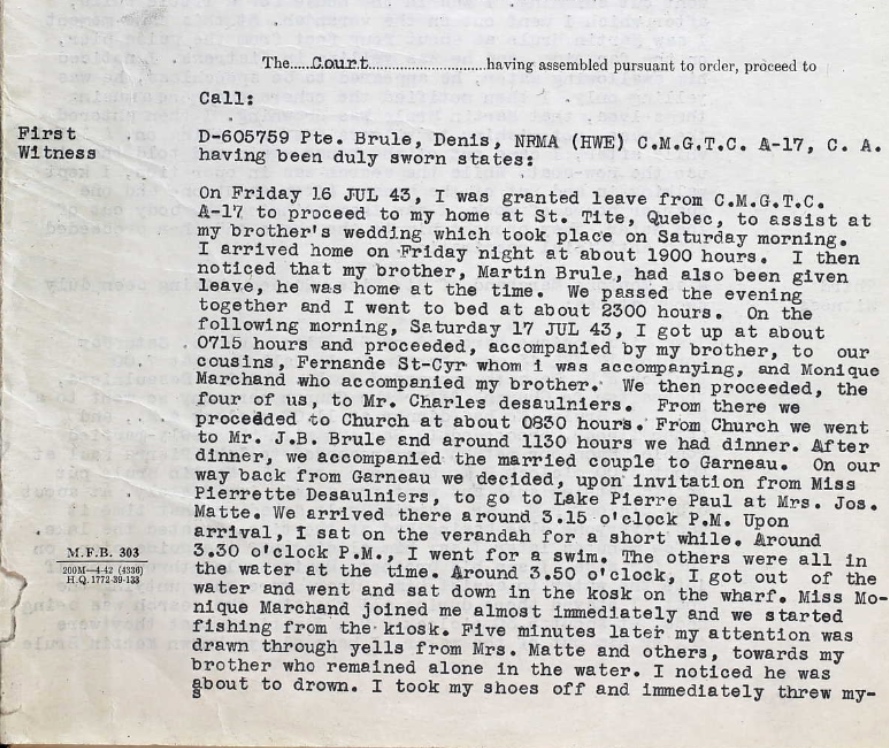 The.....Court..............................having assembled pursuant to order, proceed to
Call:
First
Witness
D-605759 Pte. Brule, Denis, NRMA (HWE) C.M.G.T.C. A-17, C. A.
having been duly sworn states:
On Friday 16 JUL 43, I was granted leave from C.M.G.T.C.
A-17 to proceed to my home at St. Tite, Quebec, to assist at
my brother's wedding which took place on Saturday morning.
I arrived home on Friday night at about 1900 hours. I then
noticed that my brother, Martin Brule, had also been given
leave, he was home at the time. We passed the evening
together and I went to bed at about 2300 hours. On the
following morning, Saturday 17 JUL 43, I got up at about
0715 hours and proceeded, accompanied by my brother, to our
cousins, Fernande St-Cyr whom i was accompanying, and Monique
Marchand who accompanied my brother. We then proceeded, the
four of us, to Mr. Charles desaulniers. From there we
procedded to Church at about 0830 hours. From Church we went
to Mr. J.B. Brule and around 1130 hours we had dinner. After
dinner, we accompanied the married couple to Garneau. On our
way back from Garneau we decided, upon invitation from Miss
Pierrette Desaulniers, to go to Lake Pierre Paul at Mrs. Jos.
Matte. We arrived there around 3.15 o'clock P.M. Upon
arrival, I sat on the verandah for a short while. Around
3.30 o'clock P.M., I went for a swim. The others were all in
the water at the time. Around 3.50 o'clock, I got out of the
water and went and sat down in the kosk on the wharf. Miss Mo-
nique Marchand joined me almost immediately and we started
fishing from the kiosk. Five minutes later my attention was
drawn through yells from Mrs. Matte and others, towards my
brother who remained alone in the water. I noticed he was
about to drown. I took my shoes off and immediately threw my-
M.F.B. 303
200M—4-42 (4330)
H.Q. 1772-39-133